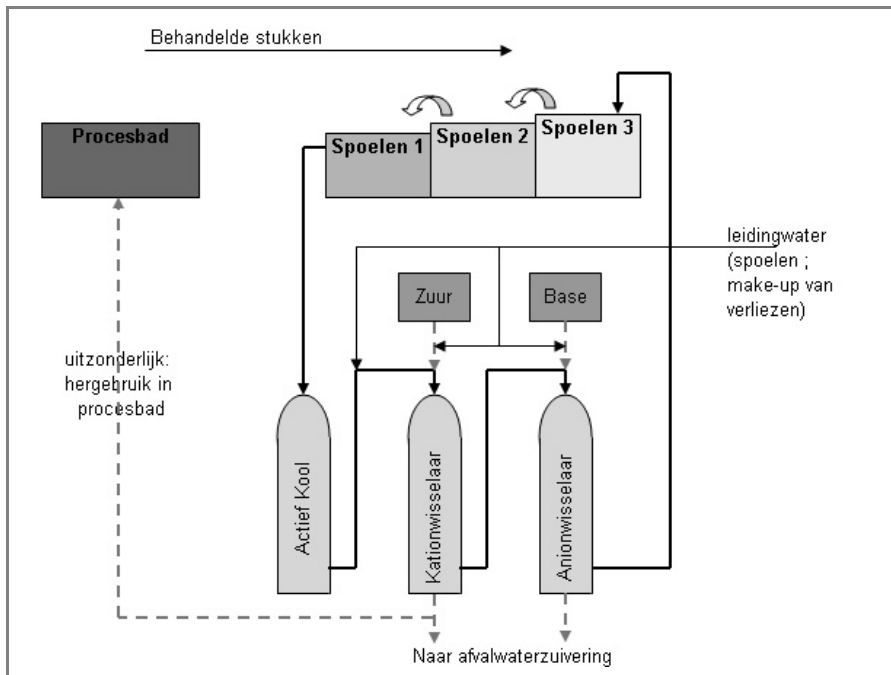 Behandelde stukken
Procesbad
Spoelen 1
Spoelen 2
Spoelen 3
leidingwater
(spoelen ;
make-up van
verliezen)
Zuur
Base
uitzonderlijk:
hergebruik in
procesbad
Actief Kool
Kationwisselaar
Anionwisselaar
Naar afvalwaterzuivering